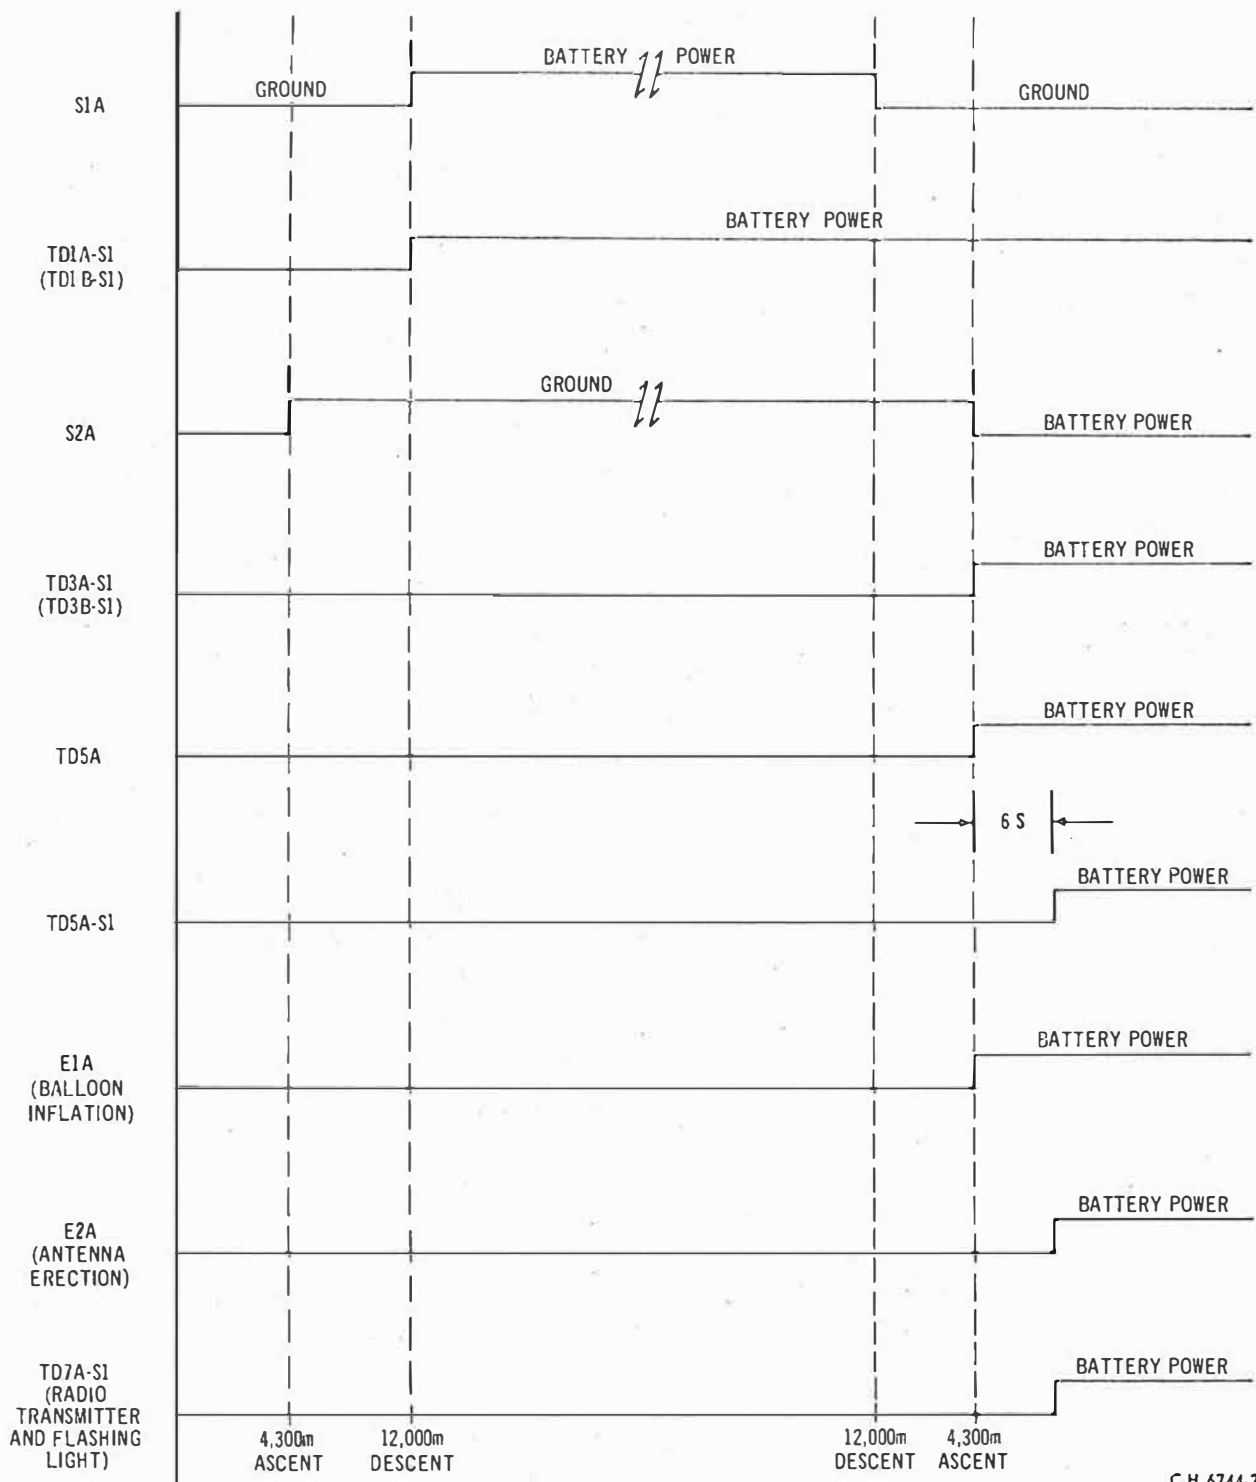 BATTERY POWER
GROUND
GROUND
S1A
BATTERY POWER
TD1A-S1
(TD1B-S1)
GROUND
BATTERY POWER
S2A
BATTERY POWER
TD3A-S1
(TD3B-S1)
BATTERY POWER
TD5A
6 S
BATTERY POWER
TD5A-S1
BATTERY POWER
E1A
(BALLOON
INFLATION)
BATTERY POWER
E2A
(ANTENNA
ERECTION)
BATTERY POWER
TD7A-S1
(RADIO
TRANSMITTER
AND FLASHING
LIGHT)
4,300m
ASCENT
12,000m
DESCENT
12,000m
DESCENT
4,300m
ASCENT